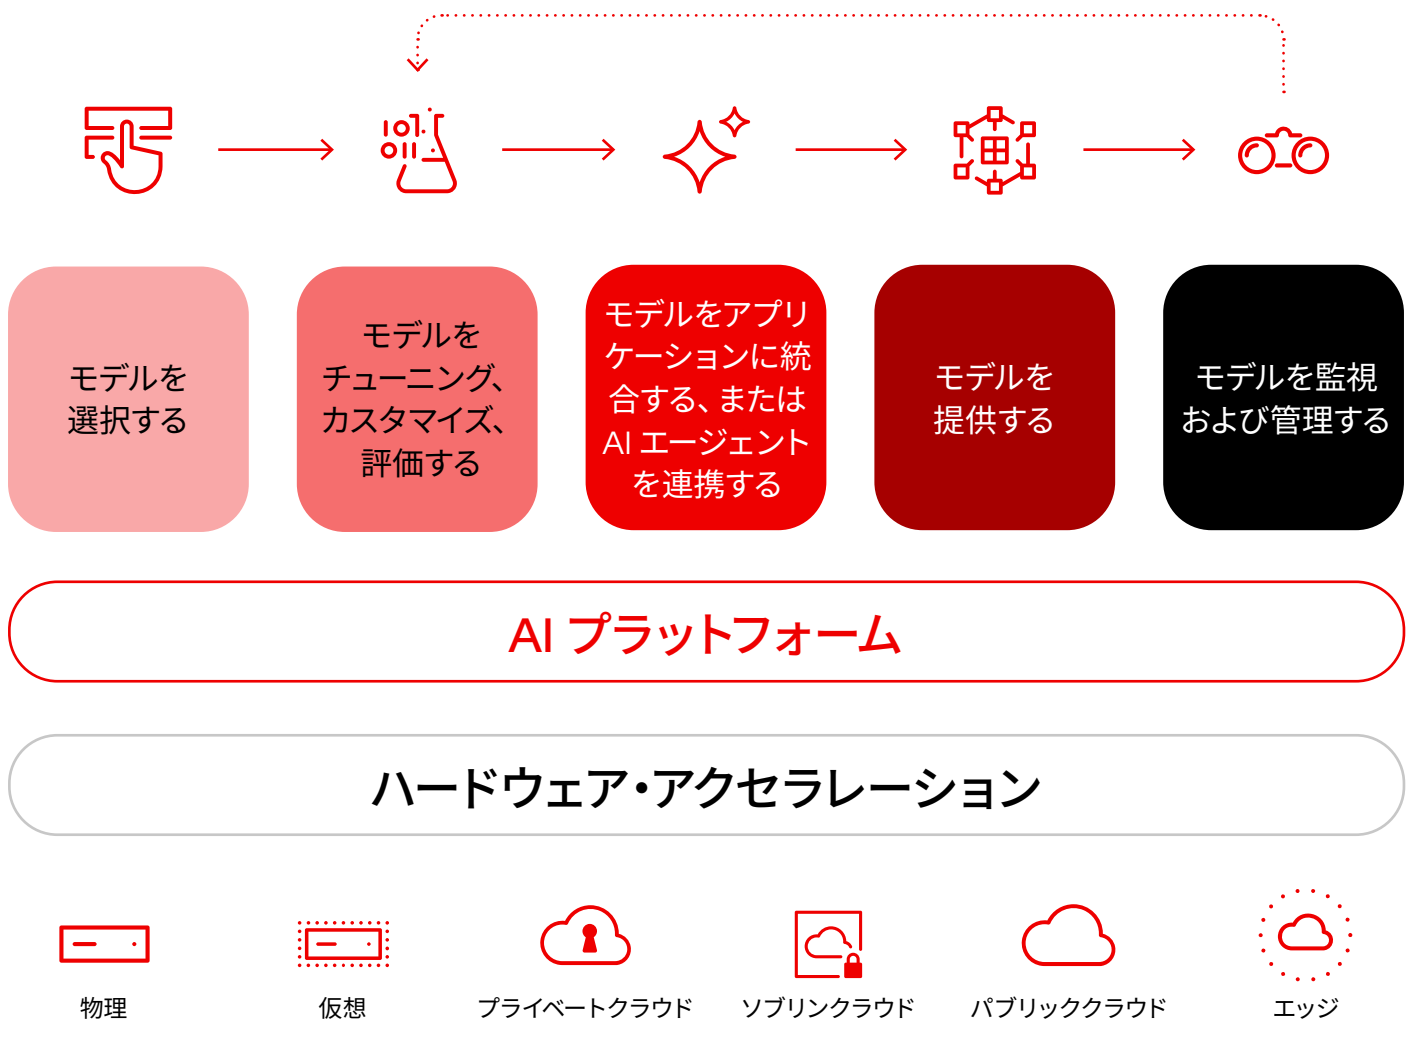 モデルを
選択する
モデルを
チューニング、
カスタマイズ、
評価する
モデルをアプリ
ケーションに統
合する、または
AI エージェント
を連携する
モデルを
提供する
モデルを監視
および管理する
AI プラットフォーム
ハードウェア・アクセラレーション
物理
仮想
プライベートクラウド
ソブリンクラウド
パブリッククラウド
エッジ